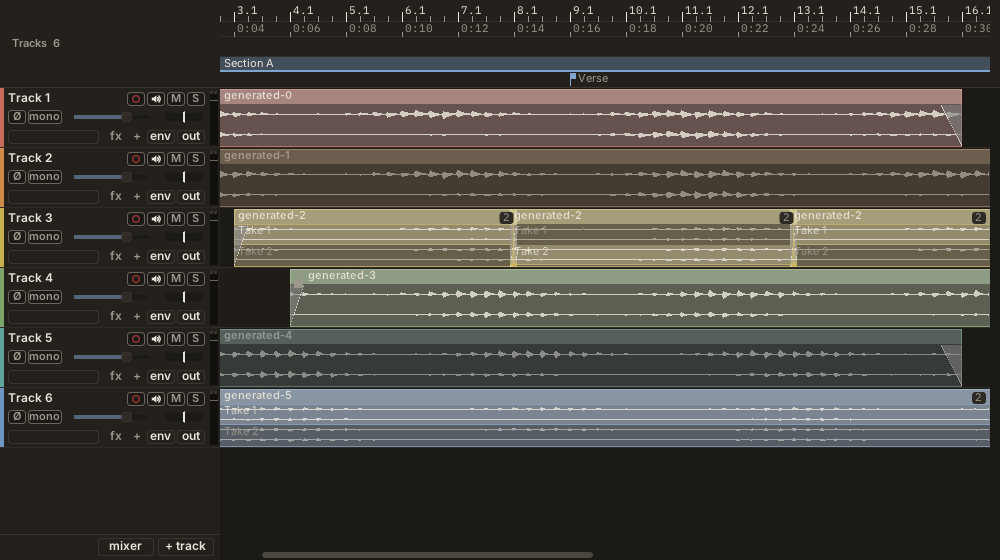 3.1 4.1 5.1 6.1 7.1 8.1 9.1 10.1 11.1 12.1 13.1 14.1 15.1 16.1
0:04 0:06 0:08 0:10 0:12 0:14 0:16 0:18 0:20 0:22 0:24 0:26 0:28 0:30
Tracks 6
Section A
Verse
Track 1 M S
Ø mono
fx + env out
generated-0
Track 2 M S
Ø mono
fx + env out
generated-1
Track 3 M S
Ø mono
fx + env out
generated-2 2 generated-2 2 generated-2 2
Take 1 Take 1 Take 1
Take 2 Take 2 Take 2
Track 4 M S
Ø mono
fx + env out
generated-3
Track 5 M S
Ø mono
fx + env out
generated-4
Track 6 M S
Ø mono
fx + env out
generated-5 2
Take 1
Take 2
mixer + track